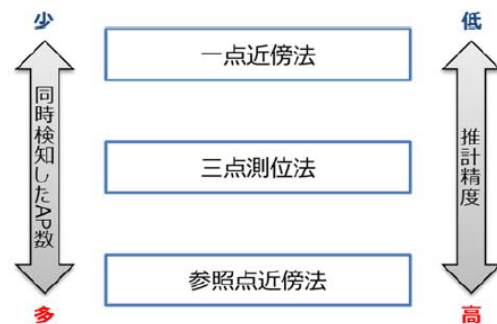 少
低
一点近傍法
同時検知したAP数
三点測位法
推計精度
参照点近傍法
多
高